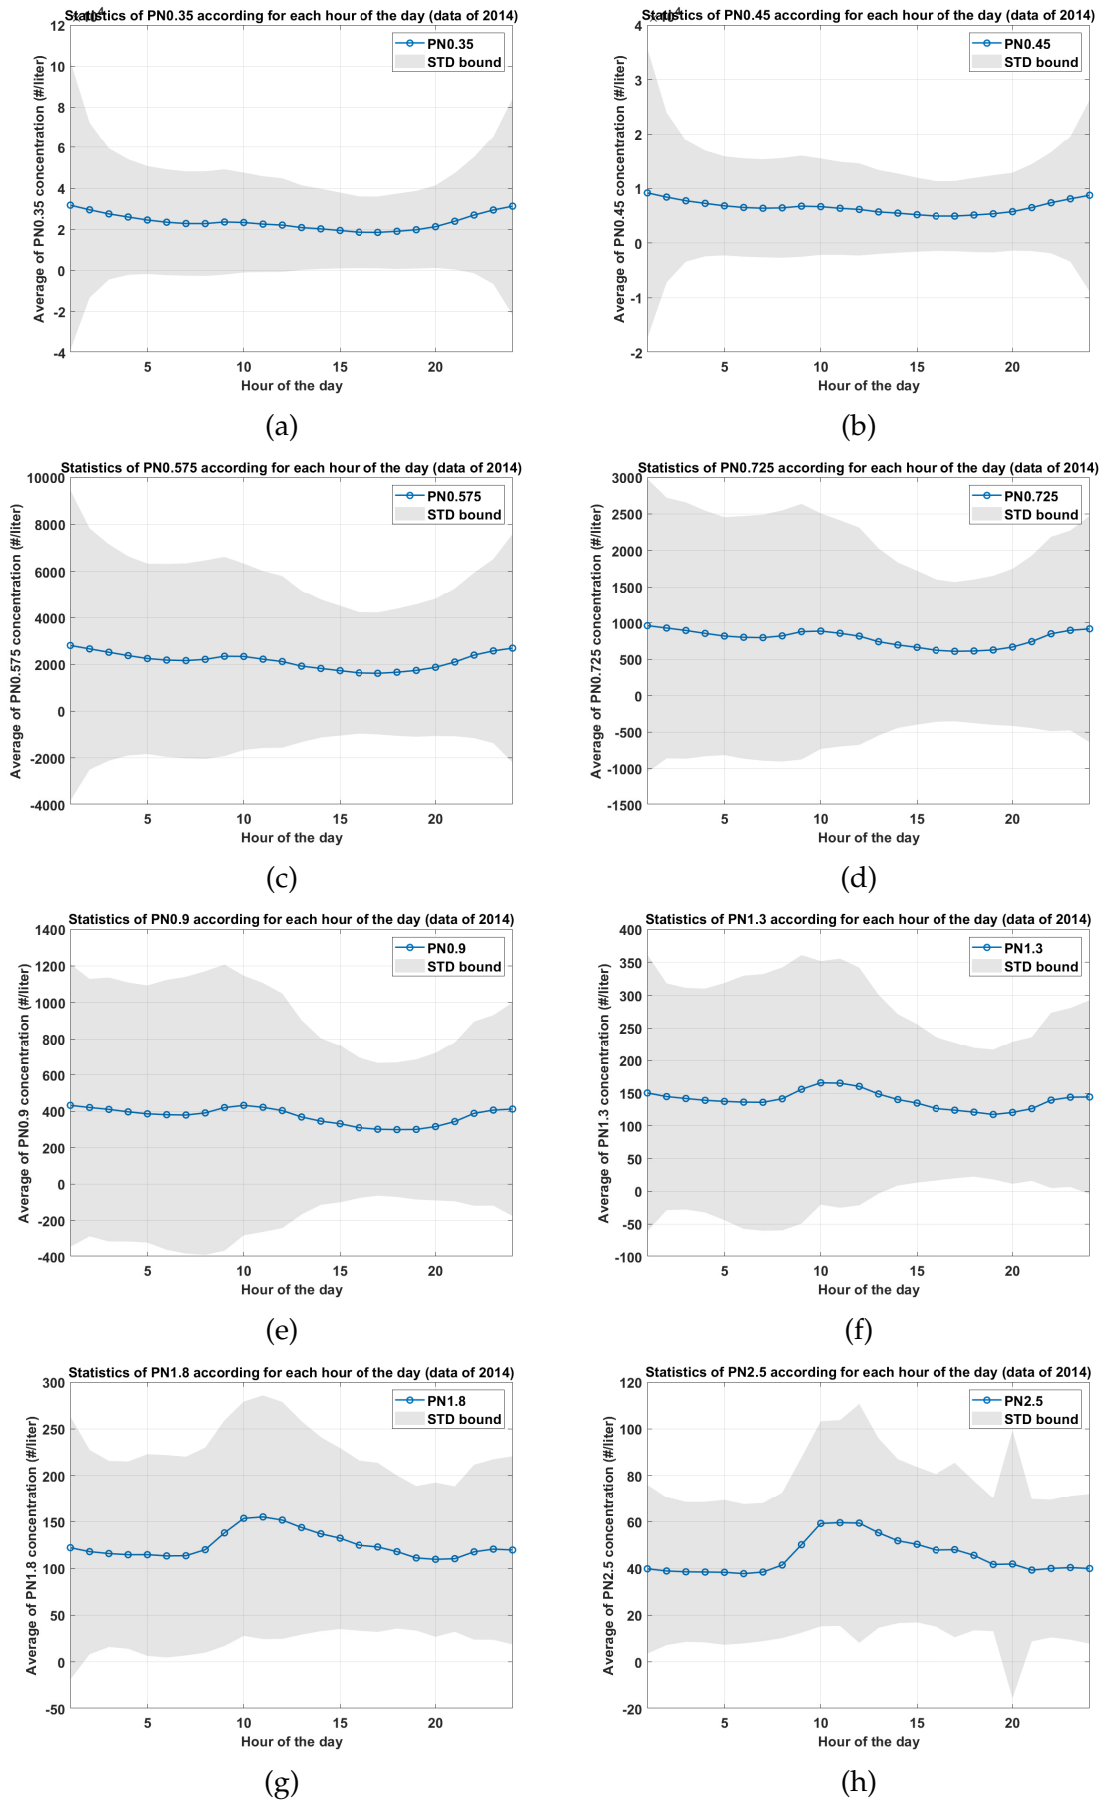 Statistics of PN0.35 according for each hour of the day (data of 2014)
12
10
8
6
4
2
0
-2
-4
Average of PN0.35 concentration (#/liter)
PN0.35
STD bound
5 10 15 20
Hour of the day
(a)
Statistics of PN0.45 according for each hour of the day (data of 2014)
4
3
2
1
0
-1
-2
Average of PN0.45 concentration (#/liter)
PN0.45
STD bound
5 10 15 20
Hour of the day
(b)
Statistics of PN0.575 according for each hour of the day (data of 2014)
10000
8000
6000
4000
2000
0
-2000
-4000
Average of PN0.575 concentration (#/liter)
PN0.575
STD bound
5 10 15 20
Hour of the day
(c)
Statistics of PN0.725 according for each hour of the day (data of 2014)
3000
2500
2000
1500
1000
500
0
-500
-1000
-1500
Average of PN0.725 concentration (#/liter)
PN0.725
STD bound
5 10 15 20
Hour of the day
(d)
Statistics of PN0.9 according for each hour of the day (data of 2014)
1400
1200
1000
800
600
400
200
0
-200
-400
Average of PN0.9 concentration (#/liter)
PN0.9
STD bound
5 10 15 20
Hour of the day
(e)
Statistics of PN1.3 according for each hour of the day (data of 2014)
400
350
300
250
200
150
100
50
0
-50
-100
Average of PN1.3 concentration (#/liter)
PN1.3
STD bound
5 10 15 20
Hour of the day
(f)
Statistics of PN1.8 according for each hour of the day (data of 2014)
300
250
200
150
100
50
0
-50
Average of PN1.8 concentration (#/liter)
PN1.8
STD bound
5 10 15 20
Hour of the day
(g)
Statistics of PN2.5 according for each hour of the day (data of 2014)
120
100
80
60
40
20
0
-20
Average of PN2.5 concentration (#/liter)
PN2.5
STD bound
5 10 15 20
Hour of the day
(h)